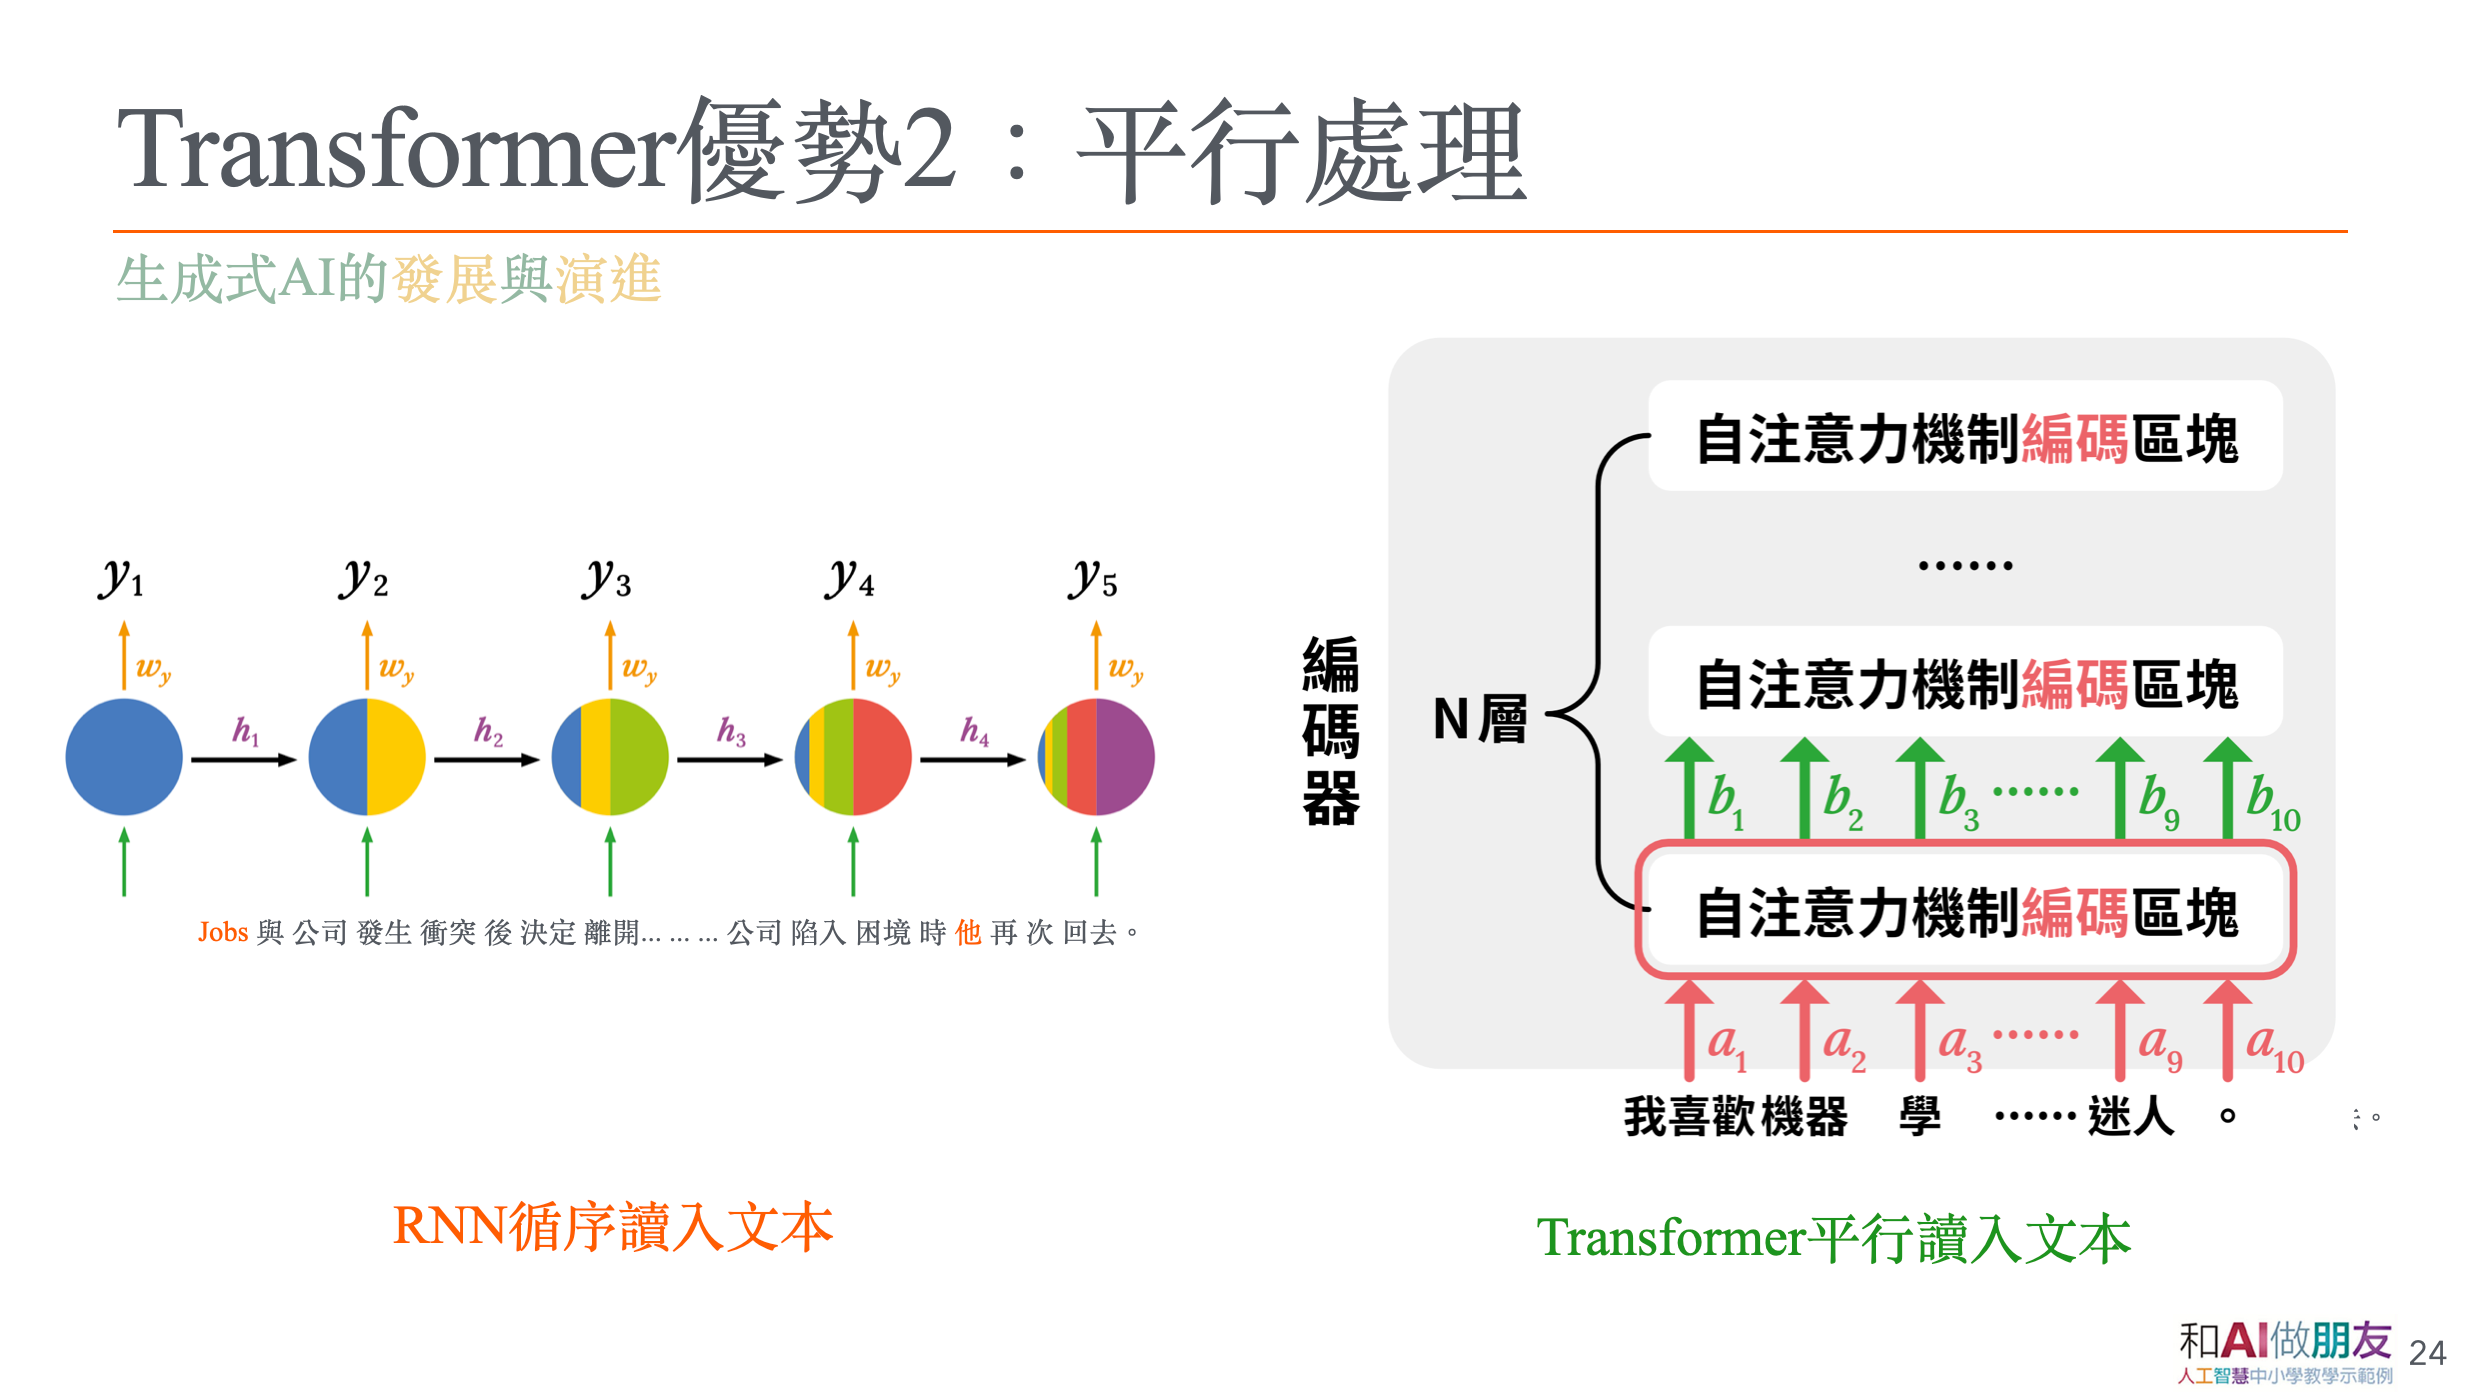 Transformer優勢2：平行處理
生成式AI的發展與演進
y1 y2 y3 y4 y5
wy wy wy wy wy
h1 h2 h3 h4
Jobs 與 公司 發生 衝突 後 決定 離開... ... ... 公司 陷入 困境 時 他 再 次 回去。
RNN循序讀入文本
編碼器
N層
自注意力機制編碼區塊
······
自注意力機制編碼區塊
b1 b2 b3 ······ b9 b10
自注意力機制編碼區塊
a1 a2 a3 ······ a9 a10
我喜歡 機器 學 ······ 迷人 。
。
Transformer平行讀入文本
和AI做朋友
人工智慧中小學教學示範例
24